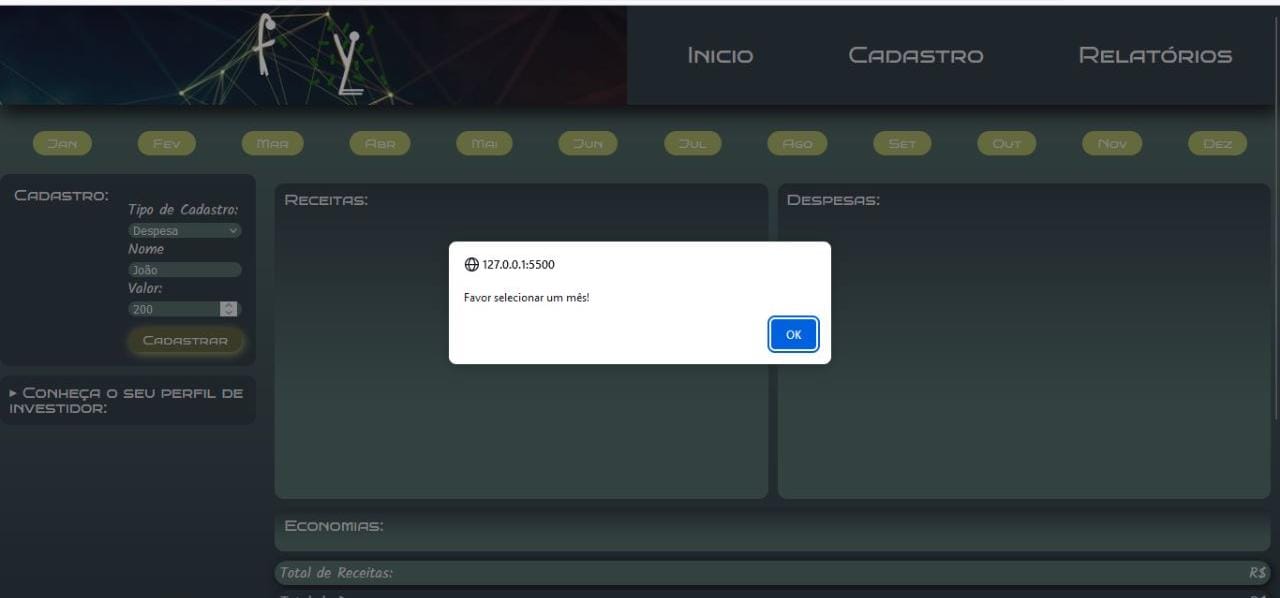 FYL
INICIO CADASTRO RELATÓRIOS
JAN FEV MAR ABR MAI JUN JUL AGO SET OUT NOV DEZ
CADASTRO:
Tipo de Cadastro:
Despesa
Nome
João
Valor:
200
CADASTRAR
CONHEÇA O SEU PERFIL DE
INVESTIDOR:
RECEITAS:
DESPESAS:
127.0.0.1:5500
Favor selecionar um mês!
OK
ECONOMIAS:
Total de Receitas: R$